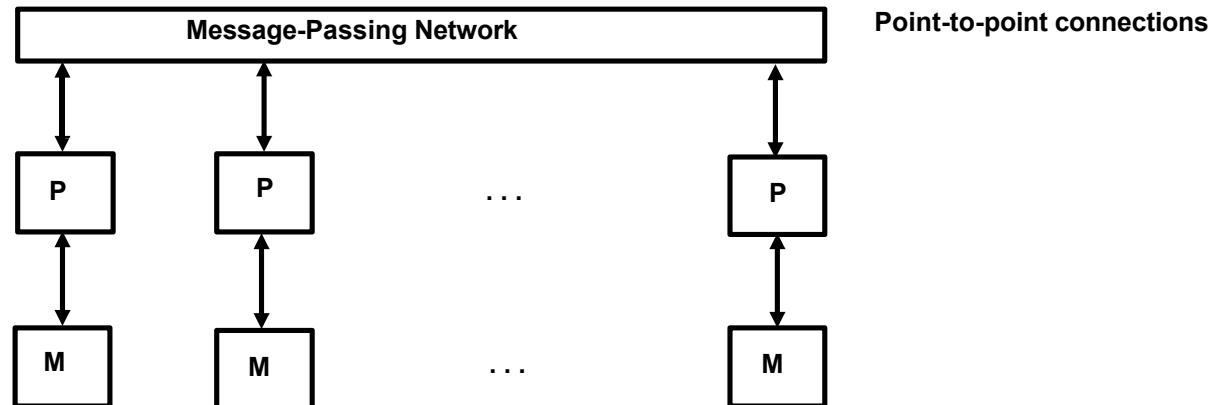 Message-Passing Network
Point-to-point connections
P
P
. . .
P
M
M
. . .
M